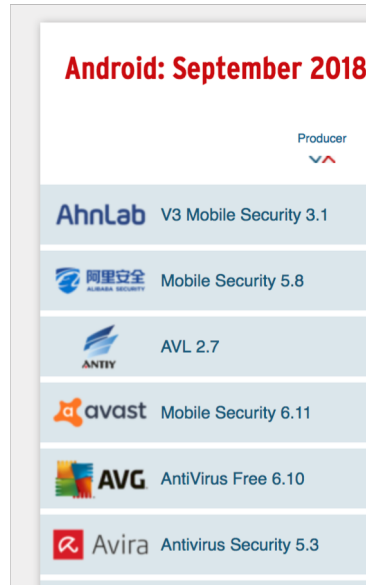 Android: September 2018
Producer
AhnLab V3 Mobile Security 3.1
阿里安全 Mobile Security 5.8
ALIBABA SECURITY
AVL 2.7
ANTIY
avast Mobile Security 6.11
AVG AntiVirus Free 6.10
Avira Antivirus Security 5.3